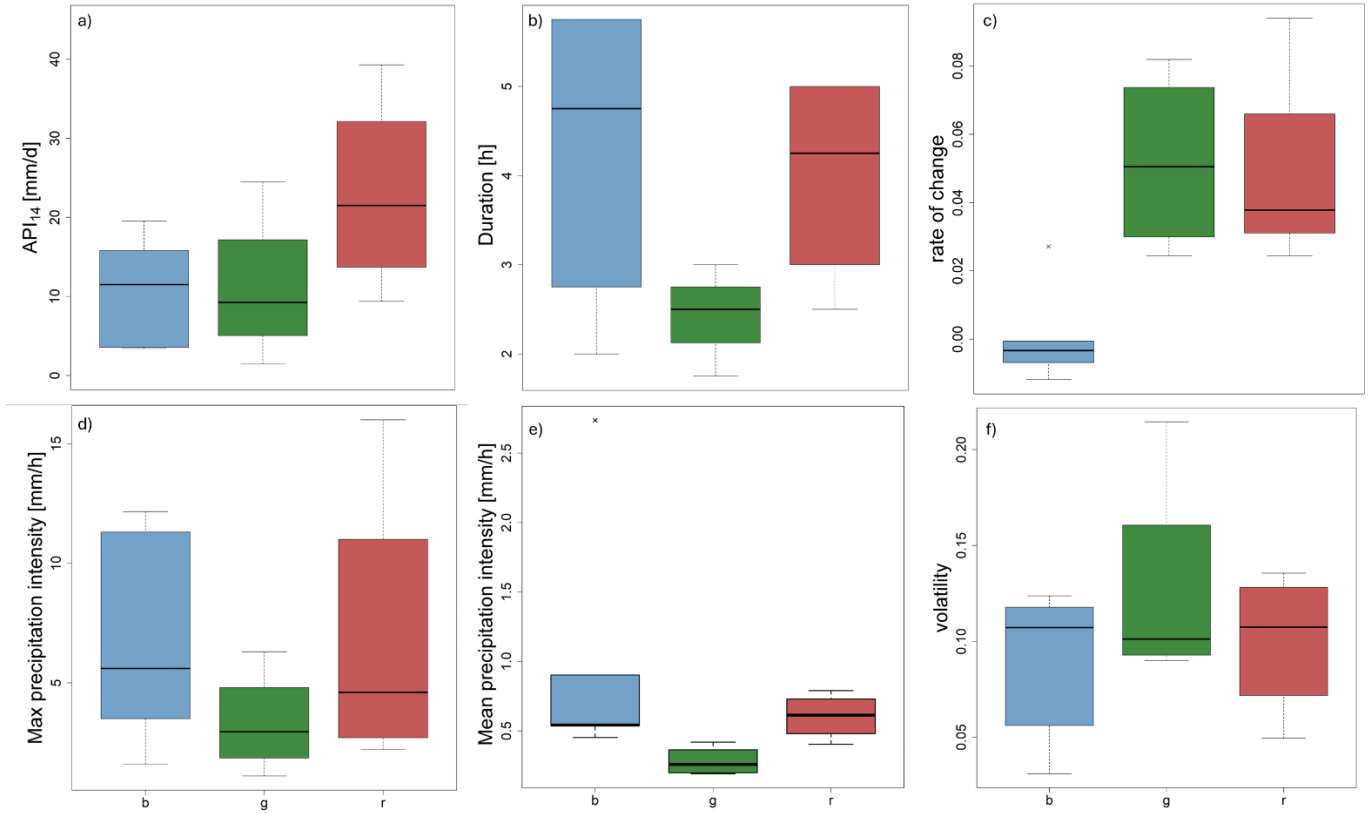 a)
API₁₄ [mm/d]
40
30
20
10
0
b)
Duration [h]
5
4
3
2
c)
rate of change
0.08
0.06
0.04
0.02
0.00
d)
Max precipitation intensity [mm/h]
15
10
5
b g r
e)
Mean precipitation intensity [mm/h]
2.5
2.0
1.5
1.0
0.5
b g r
f)
volatility
0.20
0.15
0.10
0.05
b g r